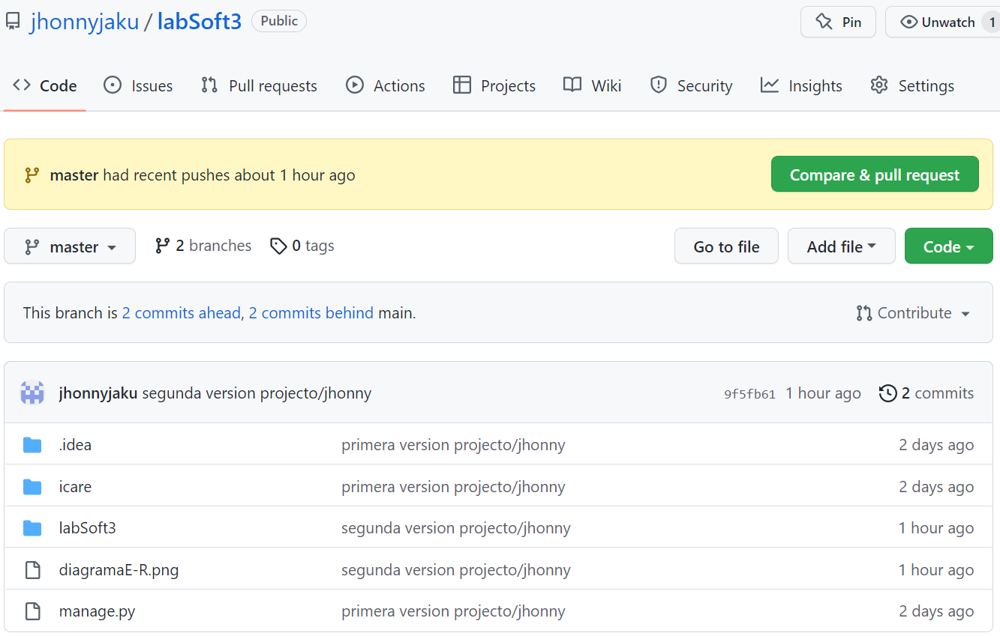 jhonnyjaku / labSoft3 Public Pin Unwatch 1
Code Issues Pull requests Actions Projects Wiki Security Insights Settings
master had recent pushes about 1 hour ago Compare & pull request
master 2 branches 0 tags Go to file Add file Code
This branch is 2 commits ahead, 2 commits behind main. Contribute
jhonnyjaku segunda version projecto/jhonny 9f5fb61 1 hour ago 2 commits
.idea primera version projecto/jhonny 2 days ago
icare primera version projecto/jhonny 2 days ago
labSoft3 segunda version projecto/jhonny 1 hour ago
diagramaE-R.png segunda version projecto/jhonny 1 hour ago
manage.py primera version projecto/jhonny 2 days ago